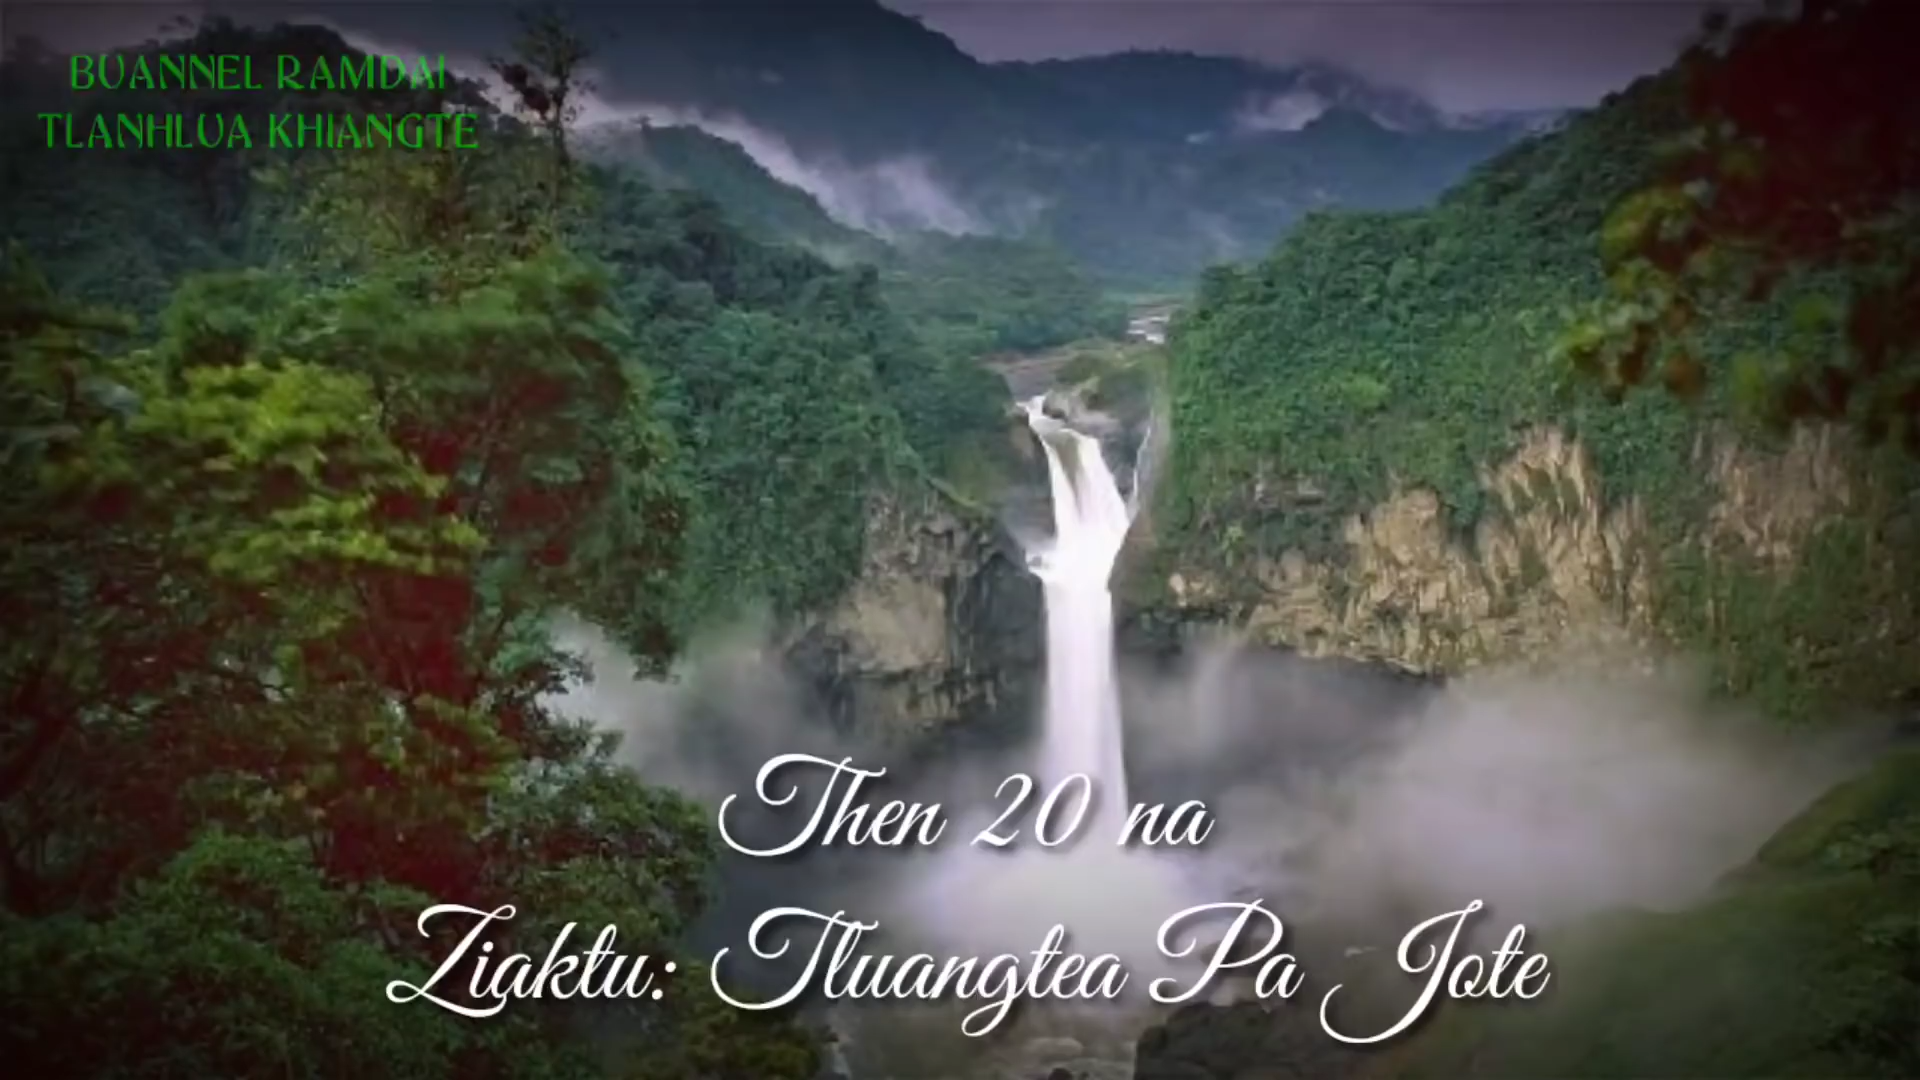 BUANNEL RAMDAI
TLANHLUA KHIANGTE
Then 20 na
Ziaktu: Tluangtea Pa Jote